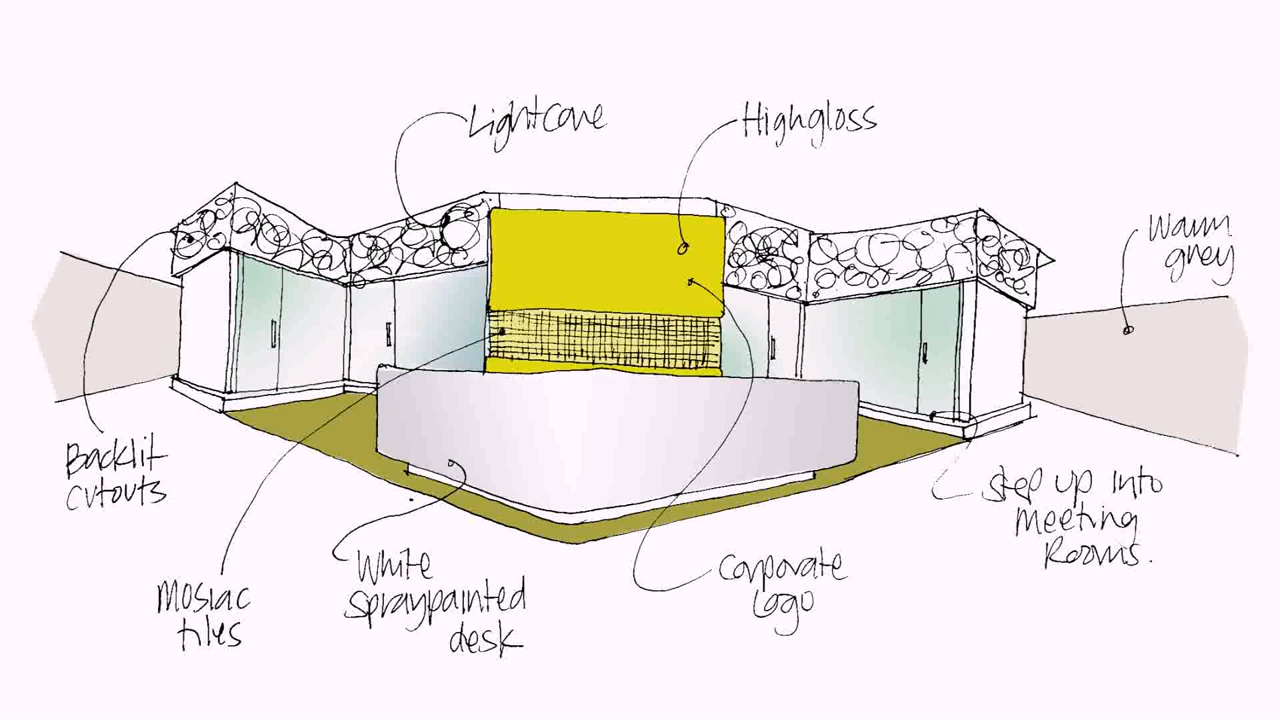 Lightcove
Highgloss
Warm
grey
Backlit
cutouts
Step up into
Meeting
Rooms.
White
spraypainted
desk
Corporate
Logo
Mosiac
tiles